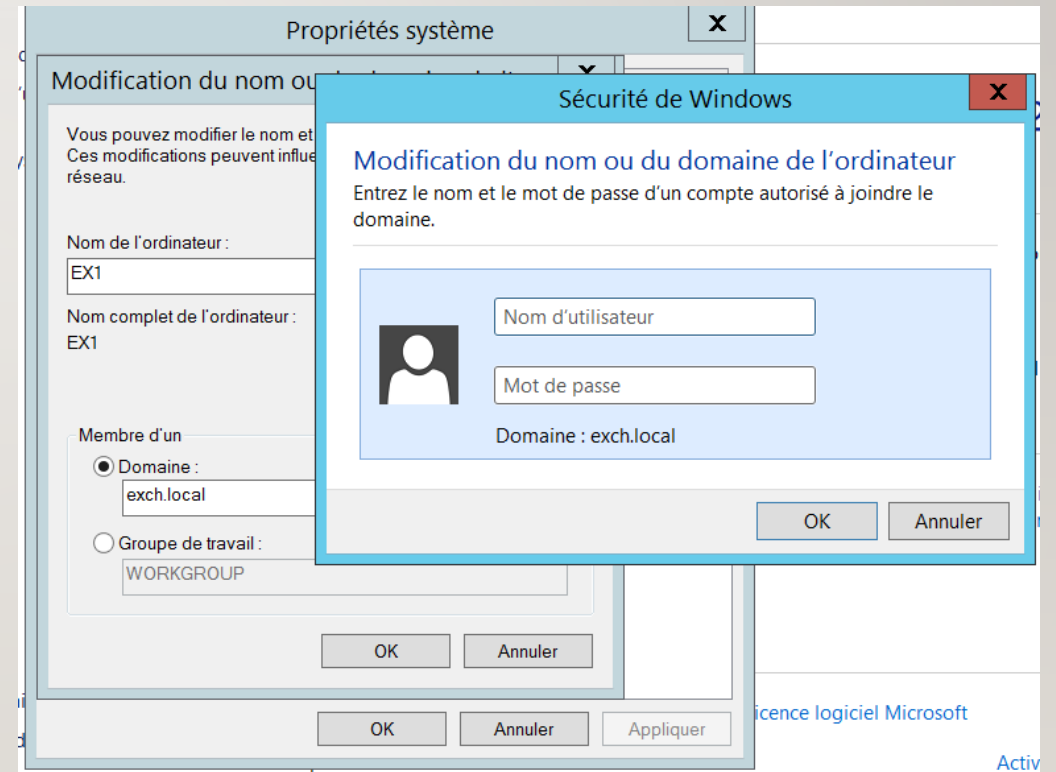 Propriétés système
X
Modification du nom ou
Sécurité de Windows
X
Vous pouvez modifier le nom et
Ces modifications peuvent influe
réseau.
Modification du nom ou du domaine de l'ordinateur
Entrez le nom et le mot de passe d'un compte autorisé à joindre le
domaine.
Nom de l'ordinateur :
EX1
Nom complet de l'ordinateur :
EX1
Nom d'utilisateur
Mot de passe
Domaine : exch.local
Membre d'un
Domaine :
exch.local
Groupe de travail :
WORKGROUP
OK
Annuler
OK
Annuler
OK
Annuler
Appliquer
icence logiciel Microsoft
Activ